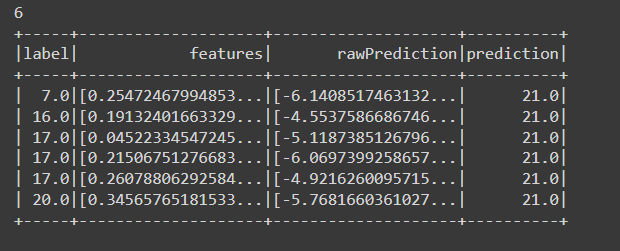 6
+-----+--------------------+--------------------+----------+
|label|            features|       rawPrediction|prediction|
+-----+--------------------+--------------------+----------+
|  7.0|[0.25472467994853...|[-6.1408517463132...|      21.0|
| 16.0|[0.19132401663329...|[-4.5537586686746...|      21.0|
| 17.0|[0.04522334547245...|[-5.1187385126796...|      21.0|
| 17.0|[0.21506751276683...|[-6.0697399258657...|      21.0|
| 17.0|[0.26078806292584...|[-4.9216260095715...|      21.0|
| 20.0|[0.34565765181533...|[-5.7681660361027...|      21.0|
+-----+--------------------+--------------------+----------+